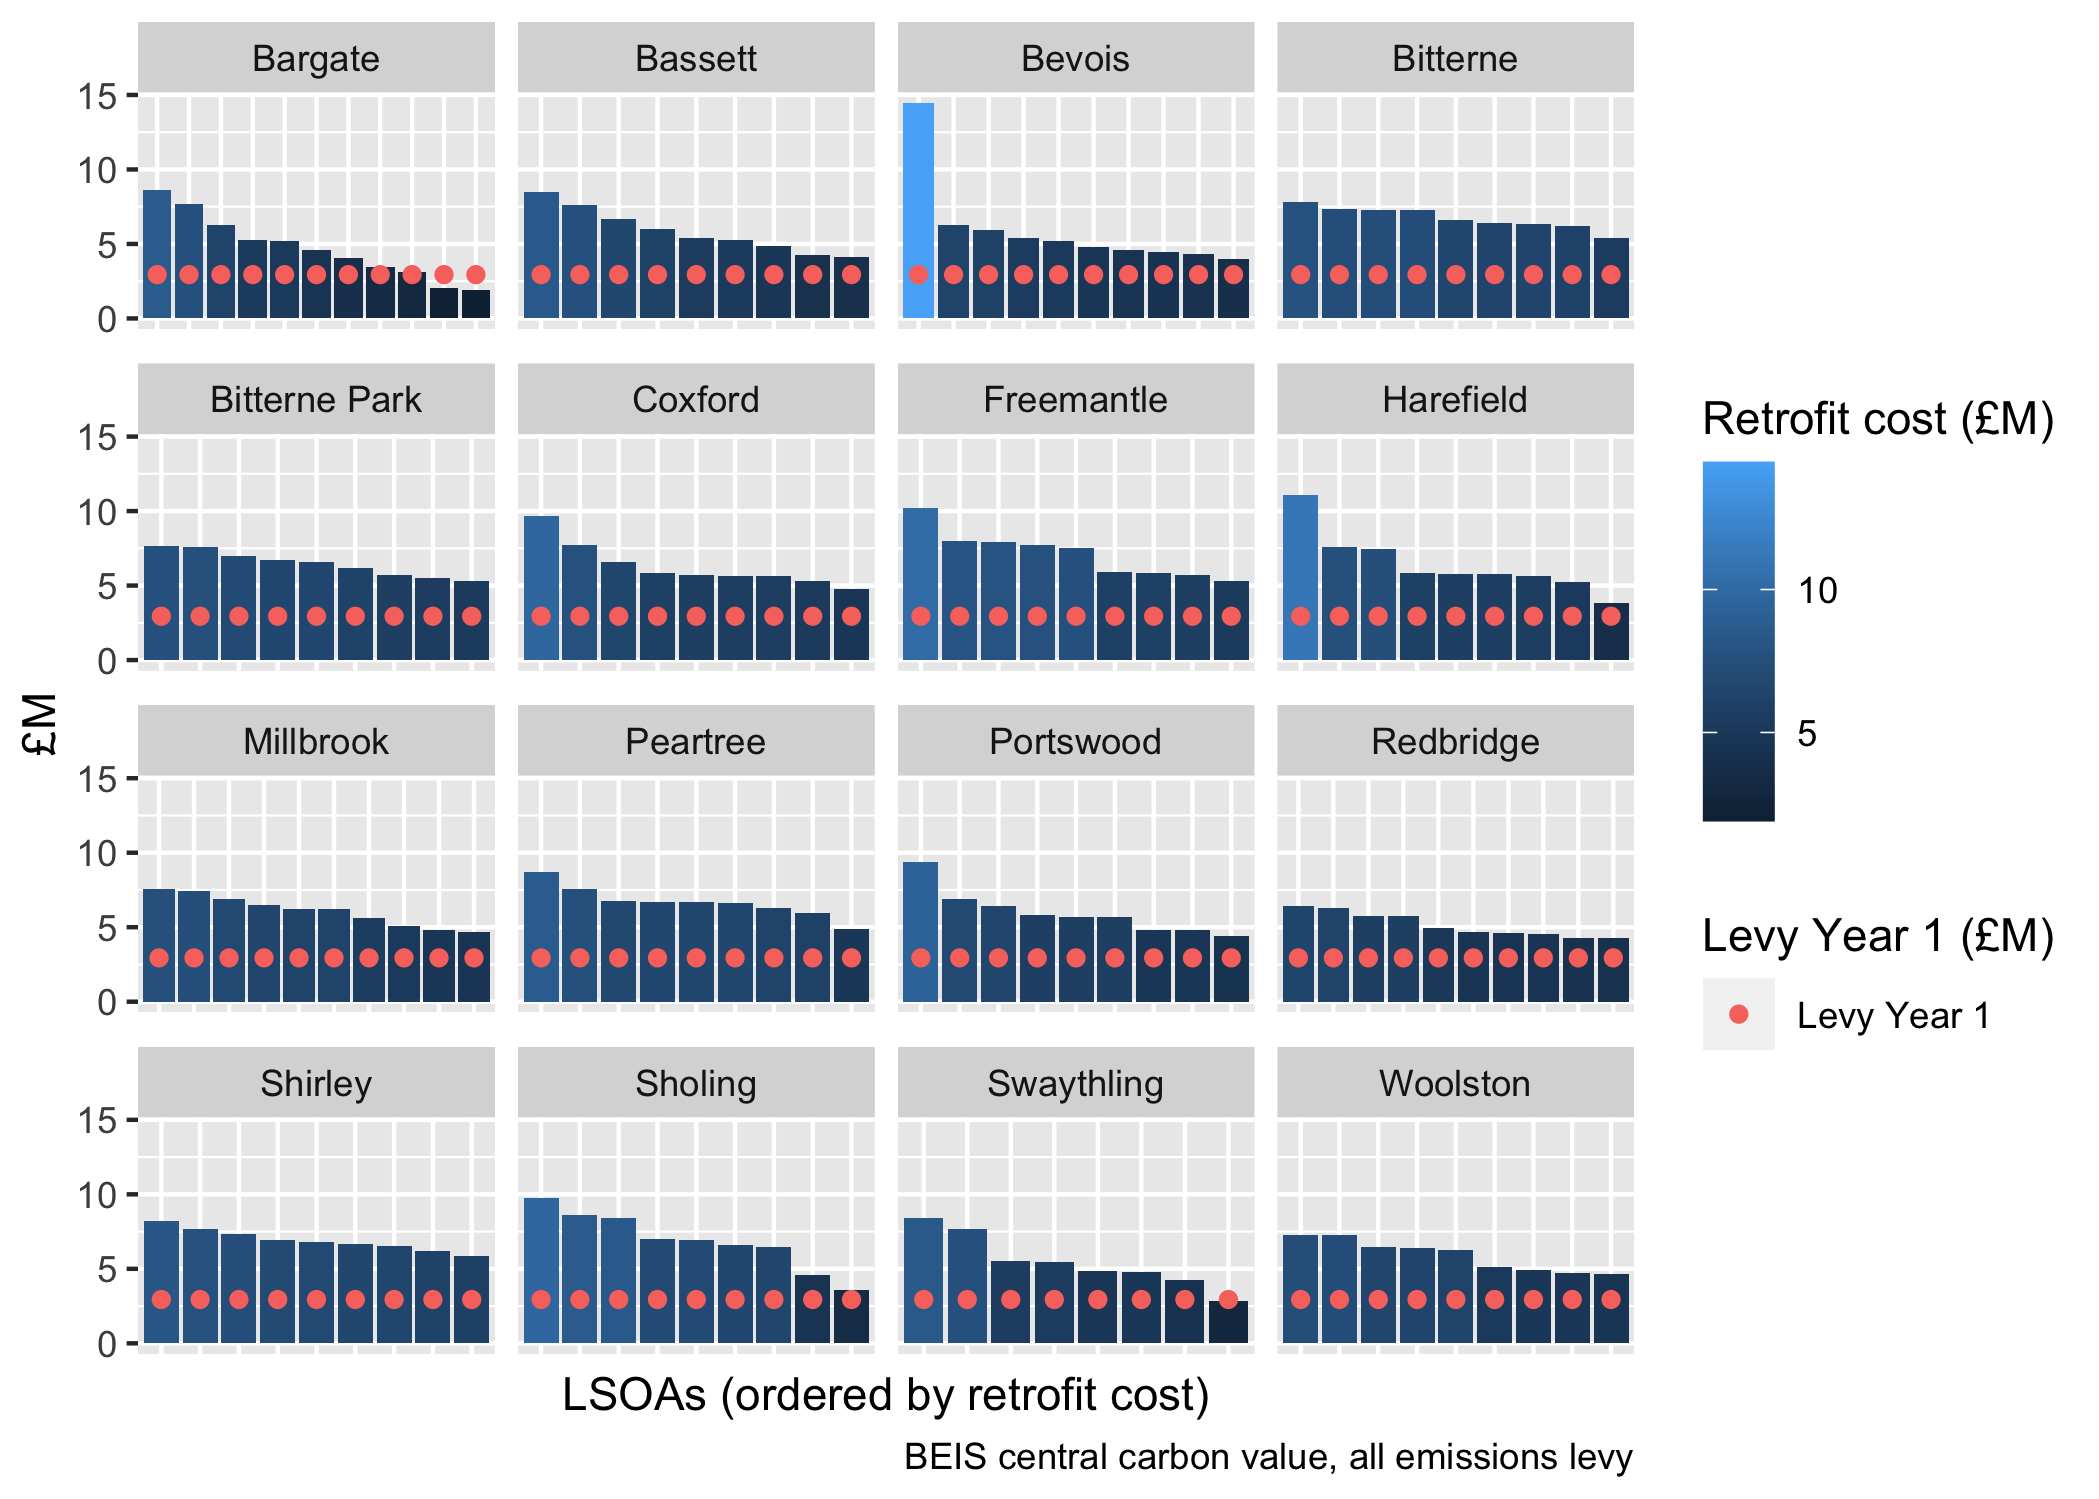 Bargate Bassett Bevois Bitterne
15
10
5
0
Bitterne Park Coxford Freemantle Harefield
15
10
5
0
Millbrook Peartree Portswood Redbridge
15
10
5
0
Shirley Sholing Swaythling Woolston
15
10
5
0
£M
LSOAs (ordered by retrofit cost)
BEIS central carbon value, all emissions levy
Retrofit cost (£M)
10
5
Levy Year 1 (£M)
Levy Year 1